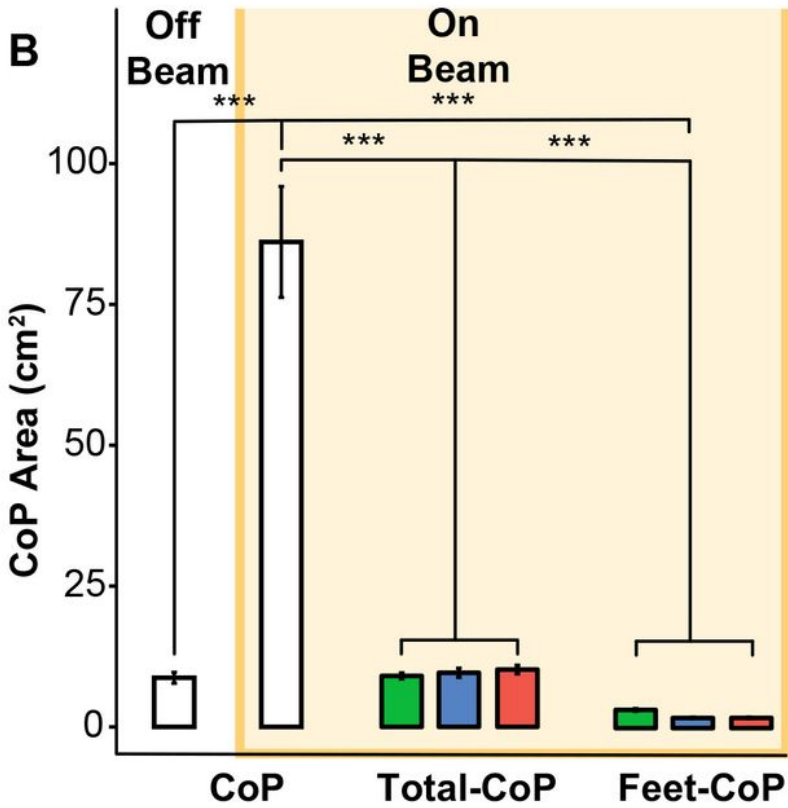 B
Off
Beam
On
Beam
***
***
***
***
100
75
50
25
0
CoP Area (cm²)
CoP
Total-CoP
Feet-CoP